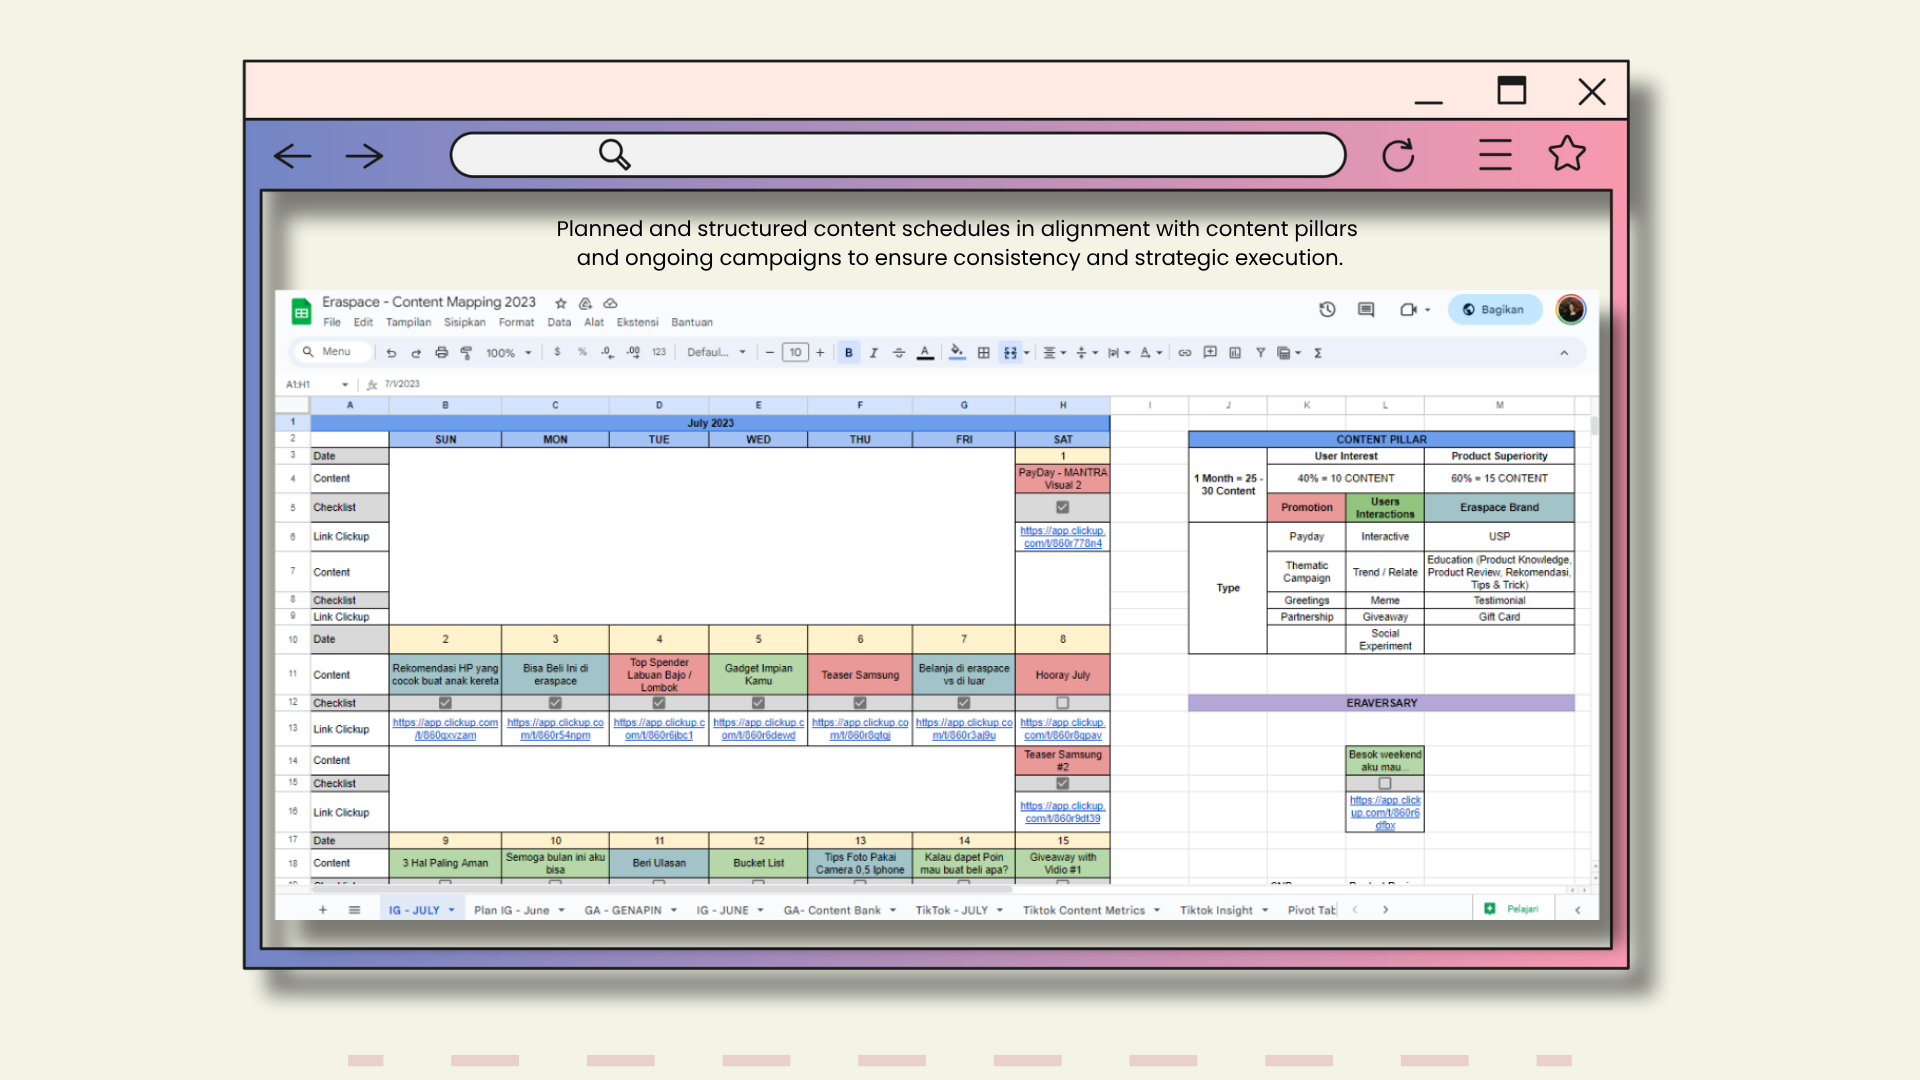 Planned and structured content schedules in alignment with content pillars
and ongoing campaigns to ensure consistency and strategic execution.
Eraspace - Content Mapping 2023
File Edit Tampilan Sisipkan Format Data Alat Ekstensi Bantuan
Bagikan
Menu 100% $ % .0 .00 123 Defaul... 10 B I A
A1:H1 fx 7/1/2023
A B C D E F G H I J K L M
1 July 2023
2 SUN MON TUE WED THU FRI SAT CONTENT PILLAR
3 Date 1 User Interest Product Superiority
4 Content PayDay - MANTRA
Visual 2
1 Month = 25 -
30 Content
40% = 10 CONTENT 60% = 15 CONTENT
5 Checklist Promotion Users
Interactions
Eraspace Brand
6 Link Clickup https://app.clickup.
com/t/860r778n4
Type
Payday Interactive USP
7 Content Thematic
Campaign
Trend / Relate Education (Product Knowledge,
Product Review, Rekomendasi,
Tips & Trick)
8 Checklist Greetings Meme Testimonial
9 Link Clickup Partnership Giveaway Gift Card
10 Date 2 3 4 5 6 7 8 Social
Experiment
11 Content Rekomendasi HP yang
cocok buat anak kereta
Bisa Beli Ini di
eraspace
Top Spender
Labuan Bajo /
Lombok
Gadget Impian
Kamu
Teaser Samsung
Belanja di eraspace
vs di luar
Hooray July
12 Checklist ERAVERSARY
13 Link Clickup https://app.clickup.com
/t/860qxvzam
https://app.clickup.co
m/t/860r54npm
https://app.clickup.c
om/t/860r6jbc1
https://app.clickup.c
om/t/860r6dewd
https://app.clickup.co
m/t/860r8qtqj
https://app.clickup.co
m/t/860r3aj9u
https://app.clickup.
com/t/860r8qpav
14 Content Teaser Samsung
#2
Besok weekend
aku mau...
15 Checklist
16 Link Clickup https://app.clickup.
com/t/860r9dt39
https://app.click
up.com/t/860r6
dfbx
17 Date 9 10 11 12 13 14 15
18 Content 3 Hal Paling Aman
Semoga bulan ini aku
bisa
Beri Ulasan
Bucket List
Tips Foto Pakai
Camera 0,5 Iphone
Kalau dapet Poin
mau buat beli apa?
Giveaway with
Vidio #1
IG - JULY Plan IG - June GA - GENAPIN IG - JUNE GA- Content Bank TikTok - JULY Tiktok Content Metrics Tiktok Insight Pivot Tab Pelajari